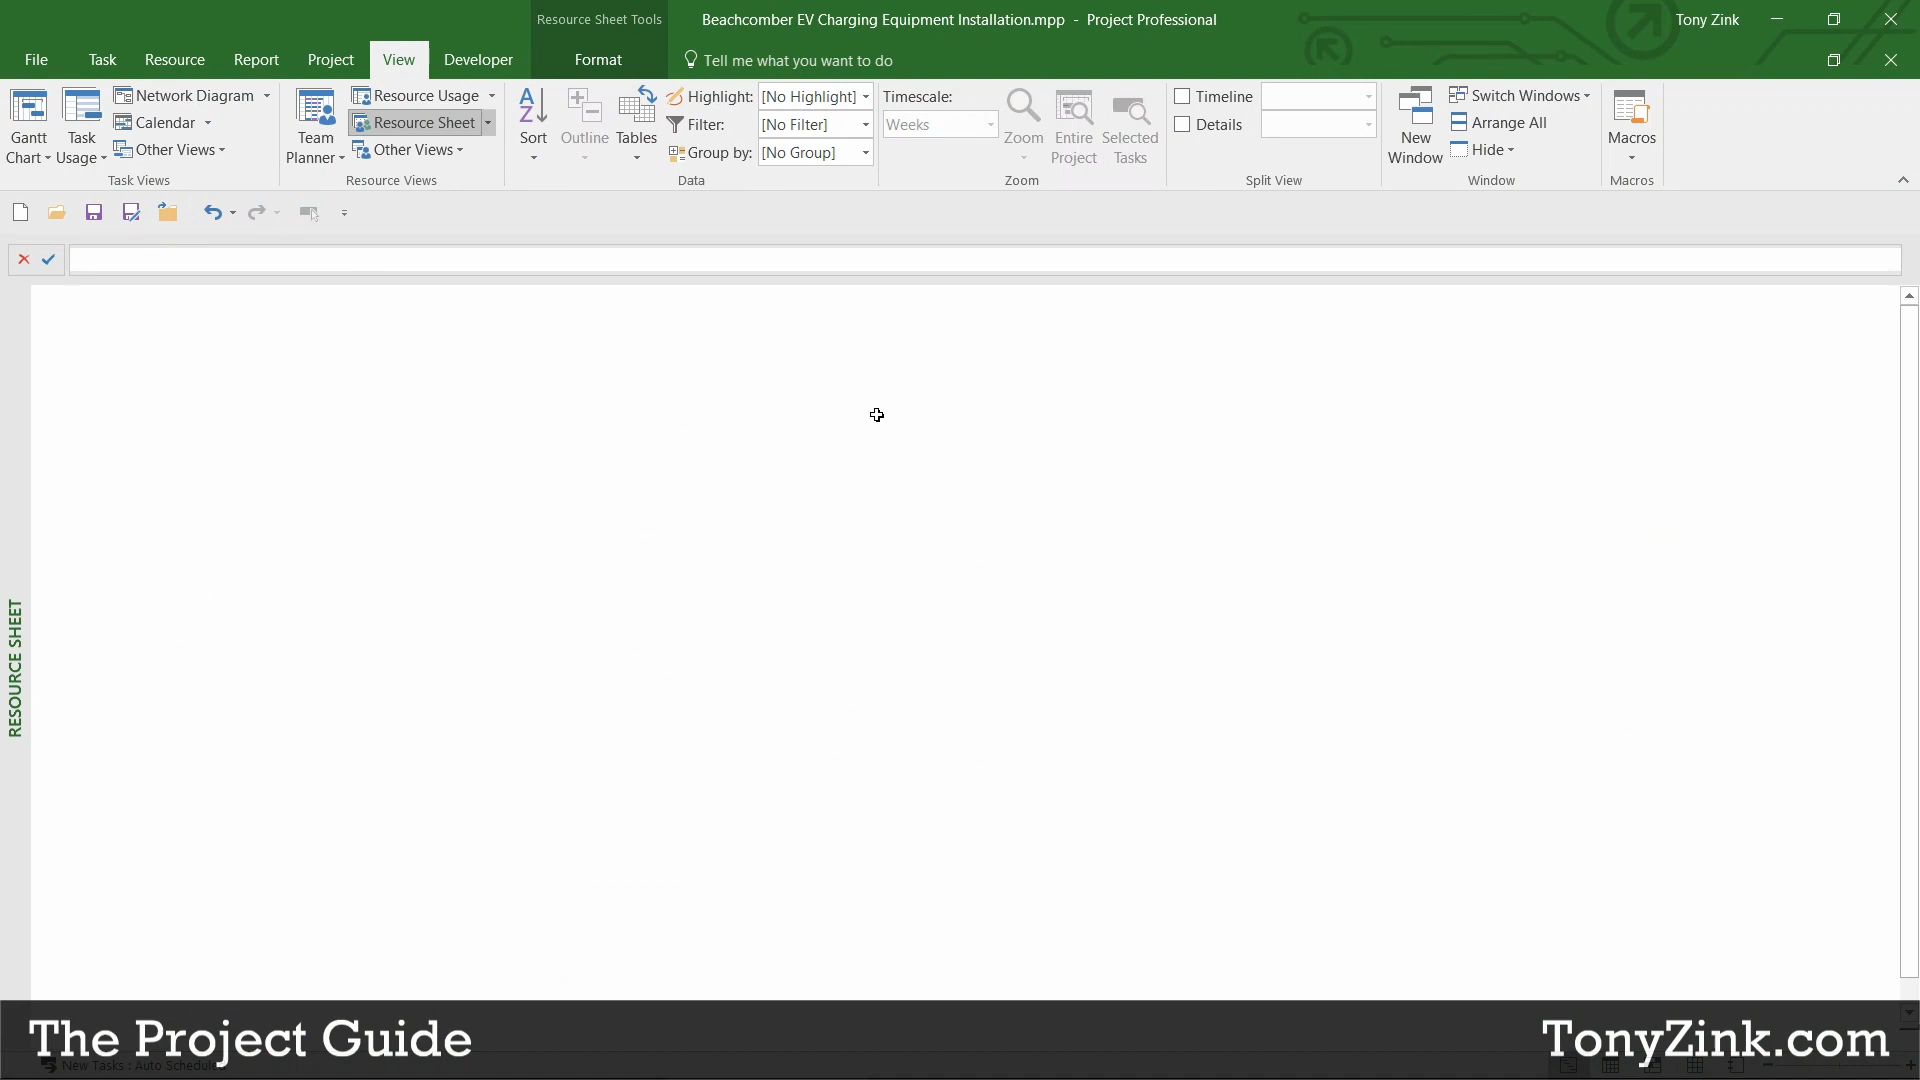 Resource Sheet Tools
Beachcomber EV Charging Equipment Installation.mpp - Project Professional
Tony Zink
File Task Resource Report Project View Developer Format Tell me what you want to do
Gantt Chart
Task Usage
Network Diagram
Calendar
Other Views
Task Views
Team Planner
Resource Usage
Resource Sheet
Other Views
Resource Views
A
Z
Sort
Outline
Tables
Highlight: [No Highlight]
Filter: [No Filter]
Group by: [No Group]
Data
Timescale:
Weeks
Zoom
Entire Project
Selected Tasks
Zoom
Timeline
Details
Split View
New Window
Switch Windows
Arrange All
Hide
Window
Macros
Macros
RESOURCE SHEET
The Project Guide
TonyZink.com
New Tasks : Auto Scheduled